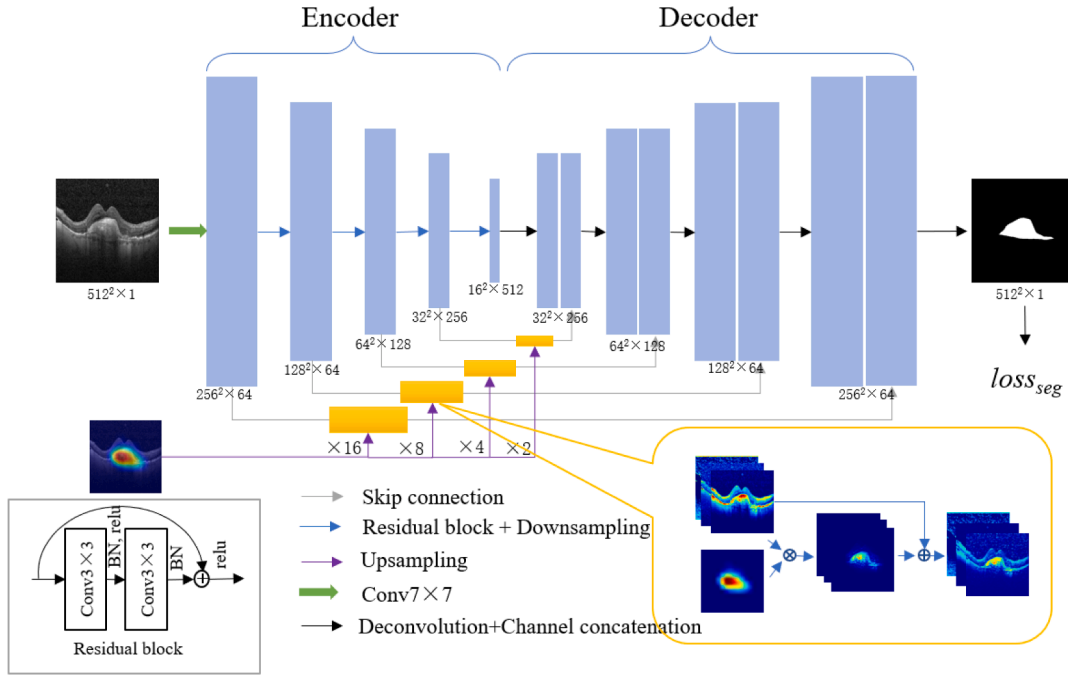 Encoder
Decoder
512²×1
256²×64
128²×64
64²×128
32²×256
16²×512
32²×256
64²×128
128²×64
256²×64
512²×1
loss_seg
×16
×8
×4
×2
Skip connection
Residual block + Downsampling
Upsampling
Conv7×7
Deconvolution+Channel concatenation
Conv3×3
BN, relu
Conv3×3
BN
+
relu
Residual block
⊗
⊕